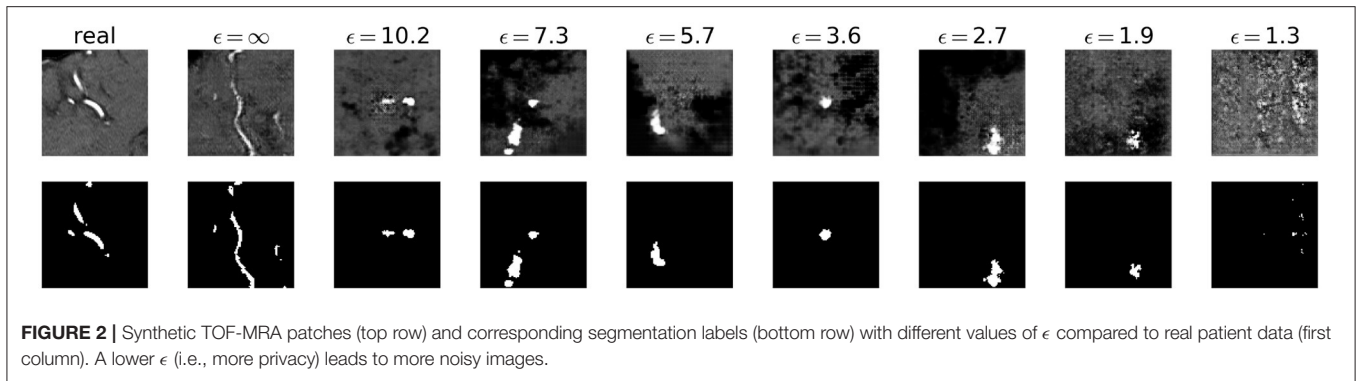 real ϵ = ∞ ϵ = 10.2 ϵ = 7.3 ϵ = 5.7 ϵ = 3.6 ϵ = 2.7 ϵ = 1.9 ϵ = 1.3
FIGURE 2 | Synthetic TOF-MRA patches (top row) and corresponding segmentation labels (bottom row) with different values of ϵ compared to real patient data (first
column). A lower ϵ (i.e., more privacy) leads to more noisy images.